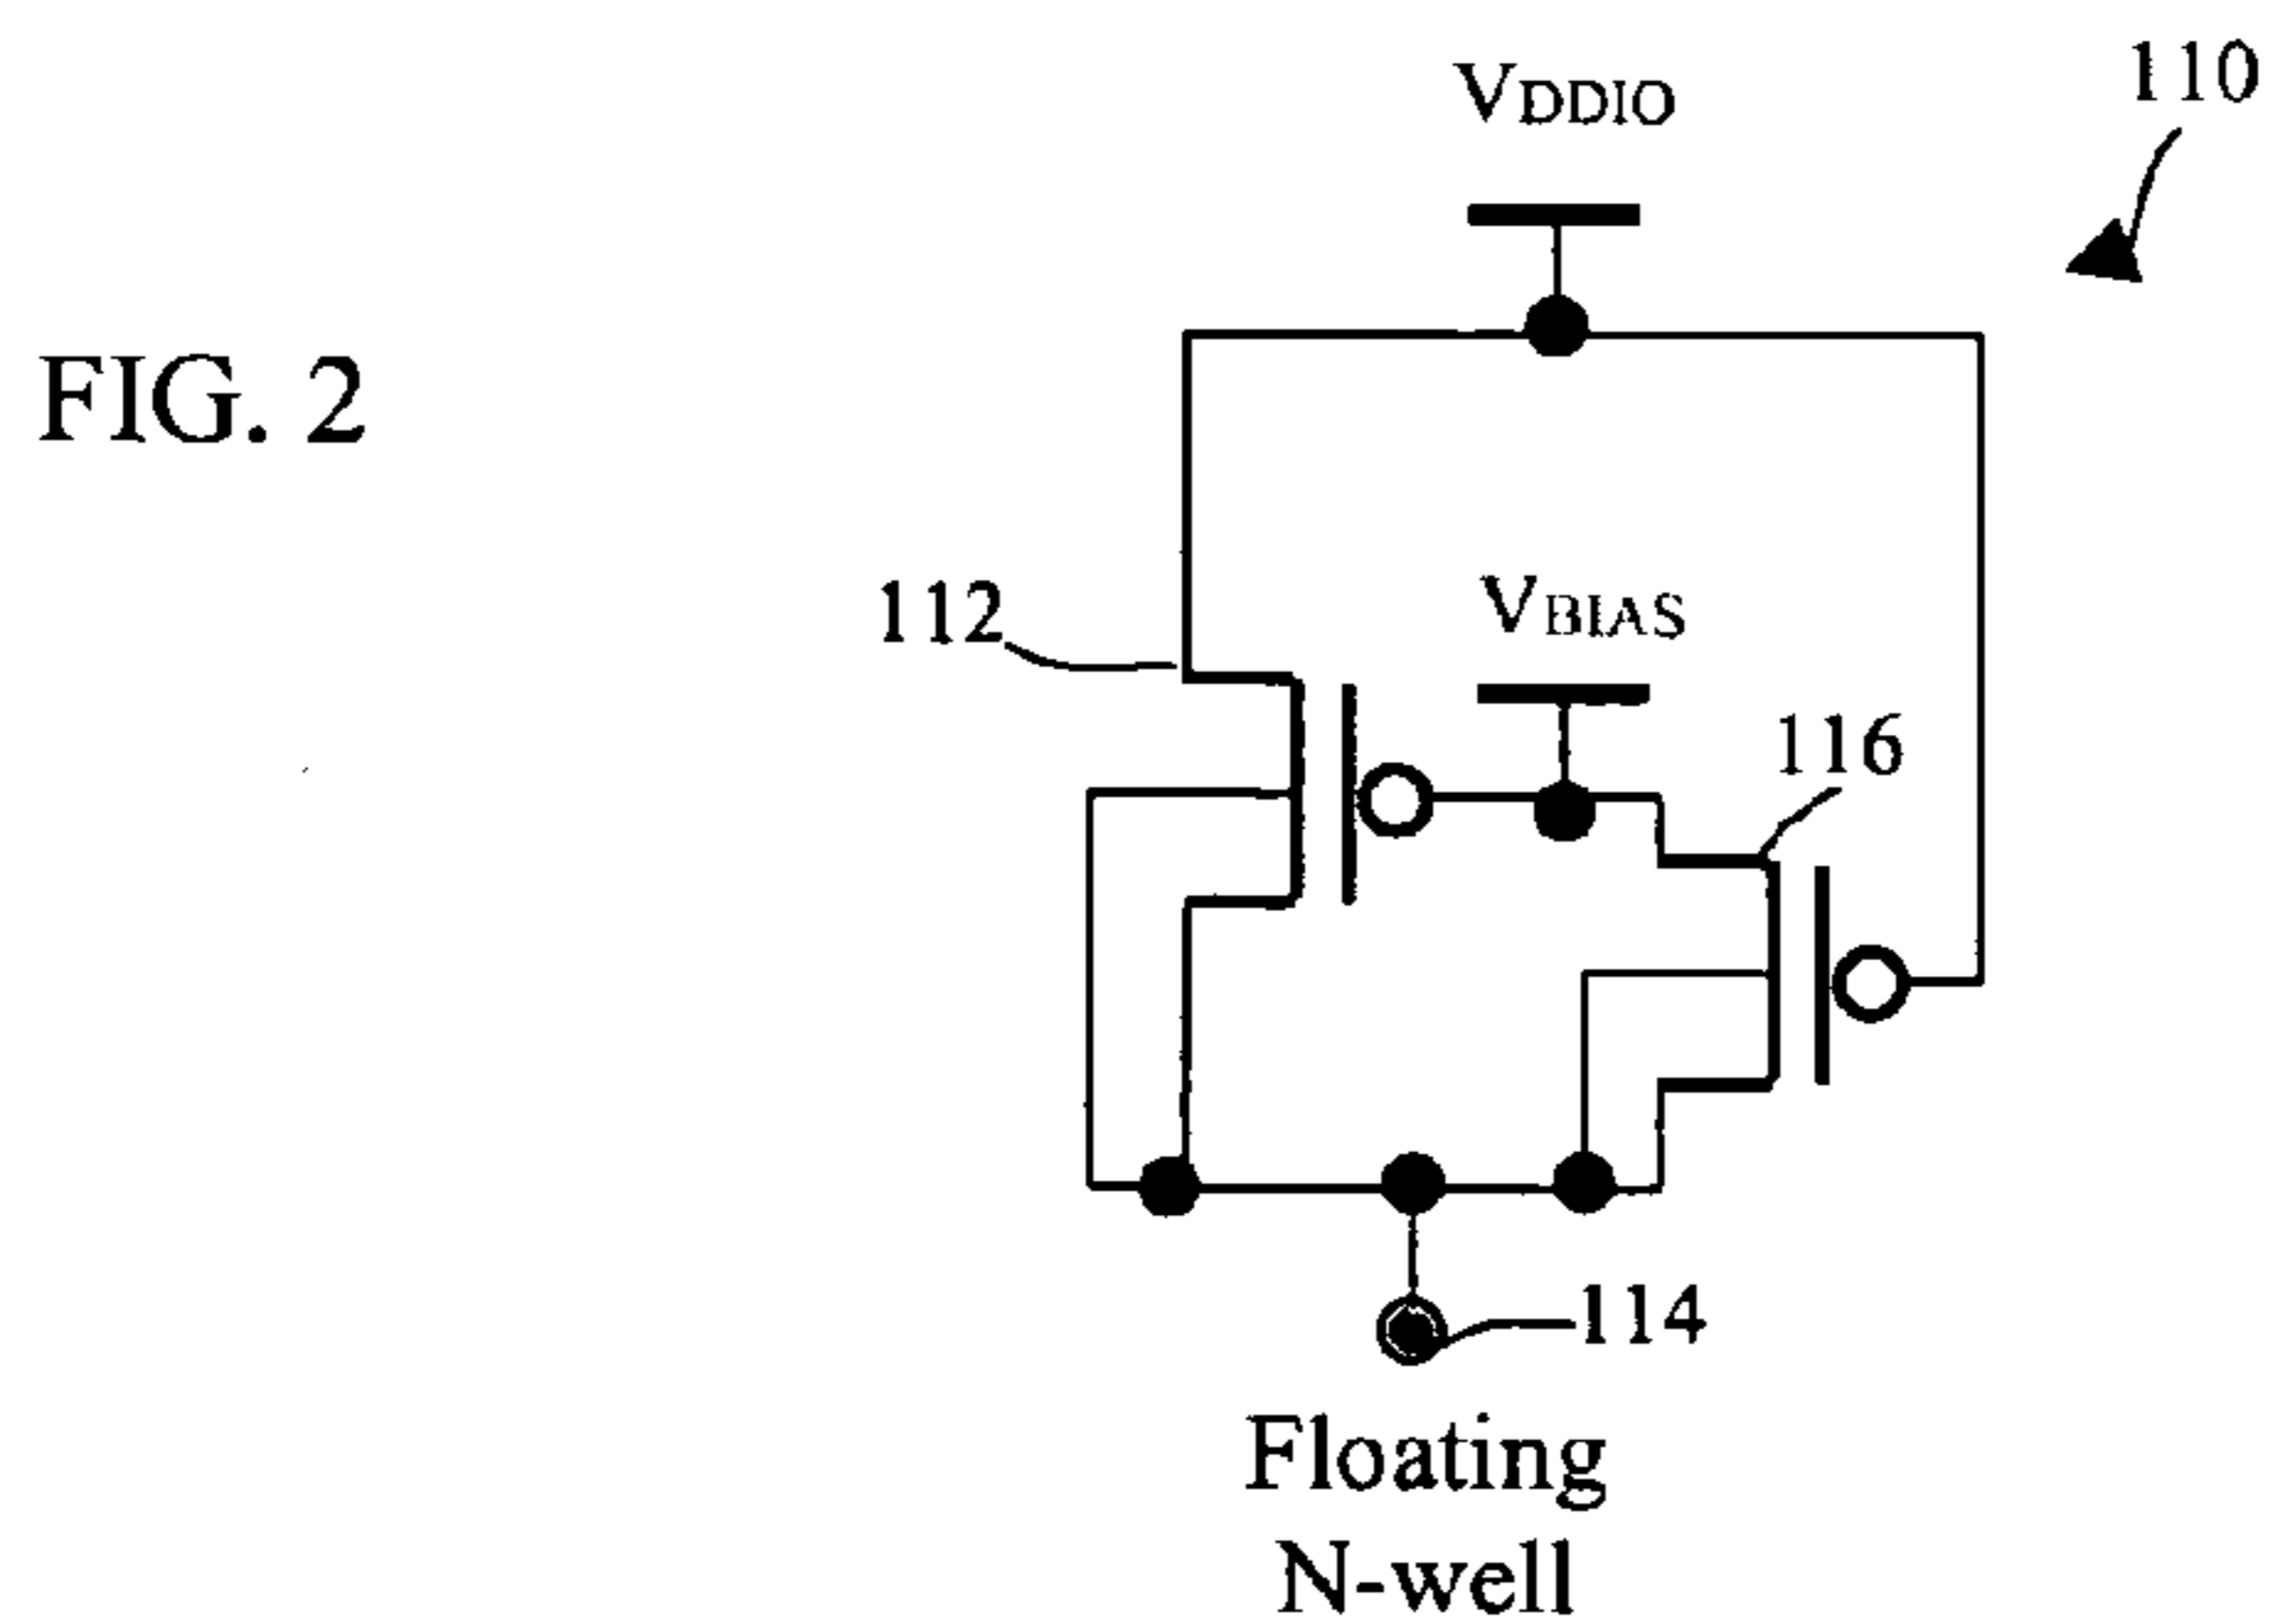 110
VDDIO
FIG. 2
112
VBIAS
116
114
Floating
N-well